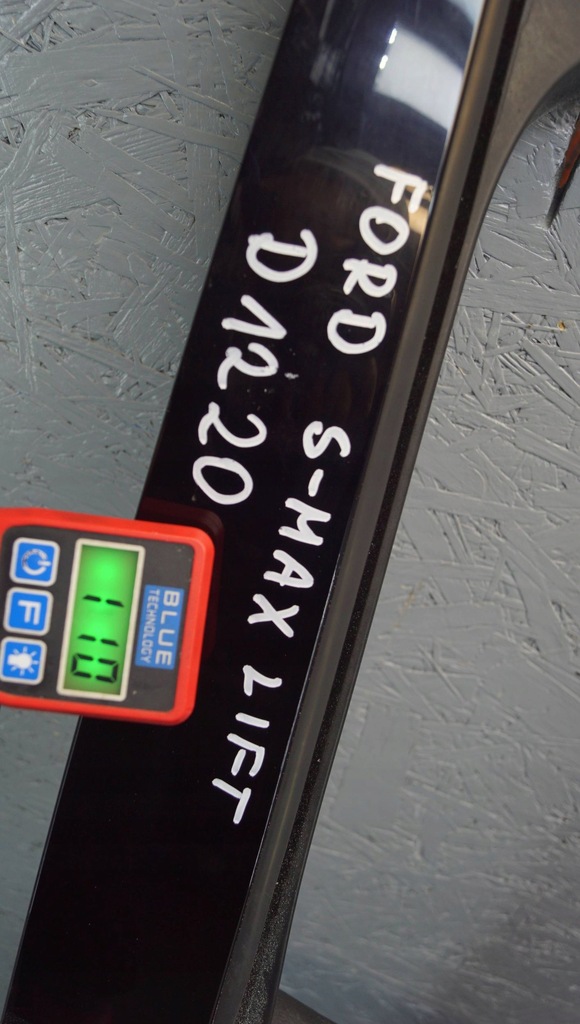 FORD S-MAX LIFT
D1220
BLUE
TECHNOLOGY
110
F